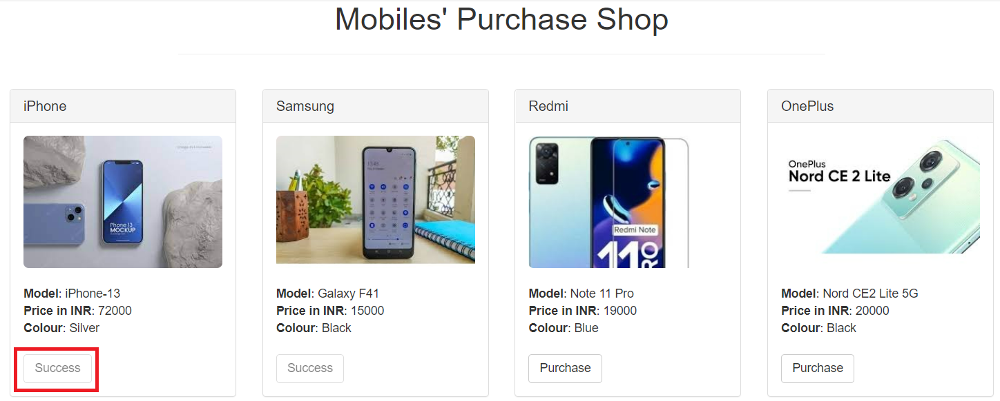 Mobiles' Purchase Shop
iPhone
Samsung
Redmi
OnePlus
Phone 13
MOCKUP
OnePlus
Nord CE 2 Lite
Redmi Note
11 PRO
Model: iPhone-13
Price in INR: 72000
Colour: Silver
Success
Model: Galaxy F41
Price in INR: 15000
Colour: Black
Success
Model: Note 11 Pro
Price in INR: 19000
Colour: Blue
Purchase
Model: Nord CE2 Lite 5G
Price in INR: 20000
Colour: Black
Purchase